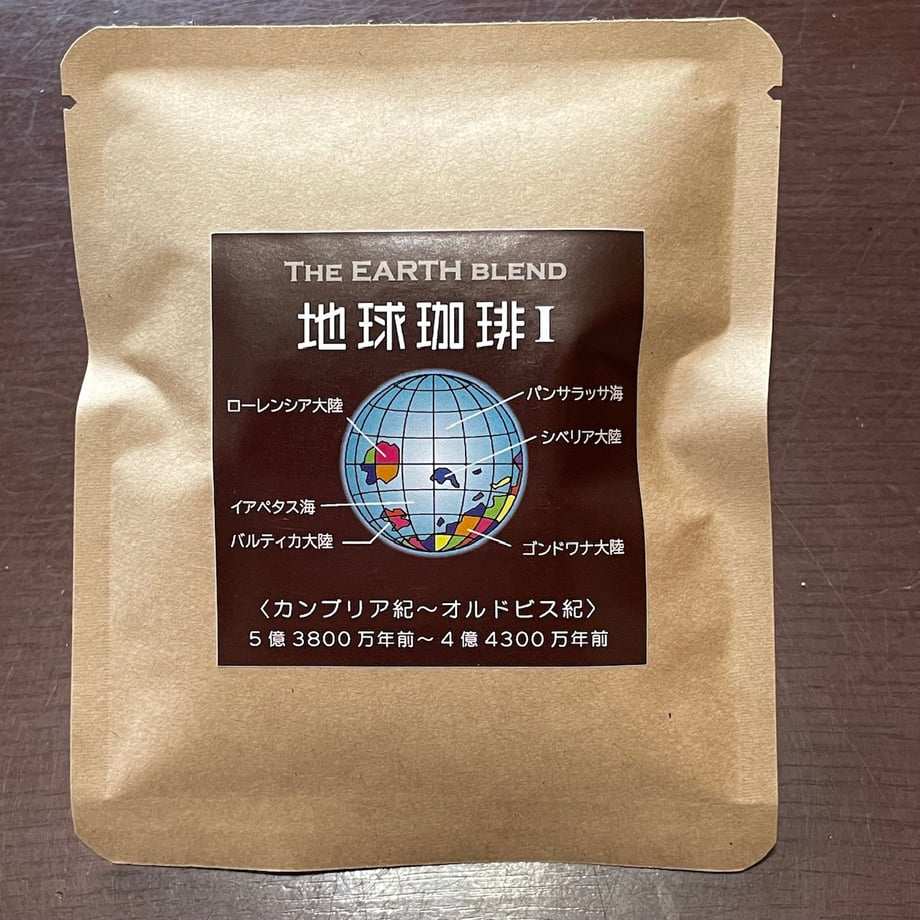 THE EARTH BLEND
地球珈琲I
ローレンシア大陸
パンサラッサ海
シベリア大陸
イアペタス海
バルティカ大陸
ゴンドワナ大陸
〈カンブリア紀〜オルドビス紀〉
5億3800万年前〜4億4300万年前